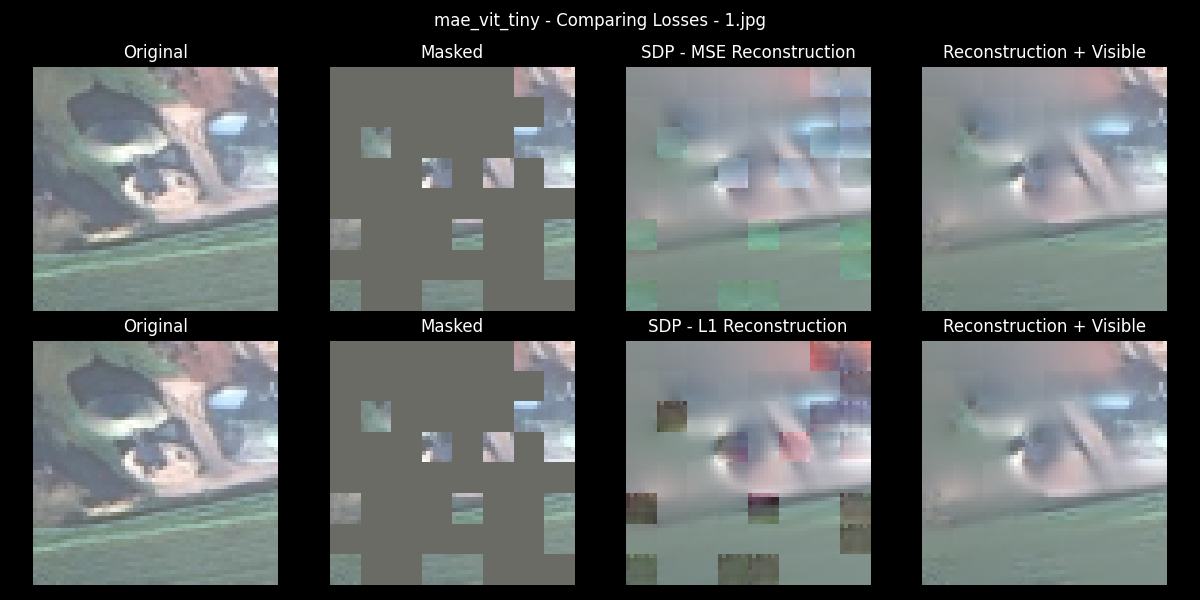 mae_vit_tiny - Comparing Losses - 1.jpg
Original
Masked
SDP - MSE Reconstruction
Reconstruction + Visible
Original
Masked
SDP - L1 Reconstruction
Reconstruction + Visible